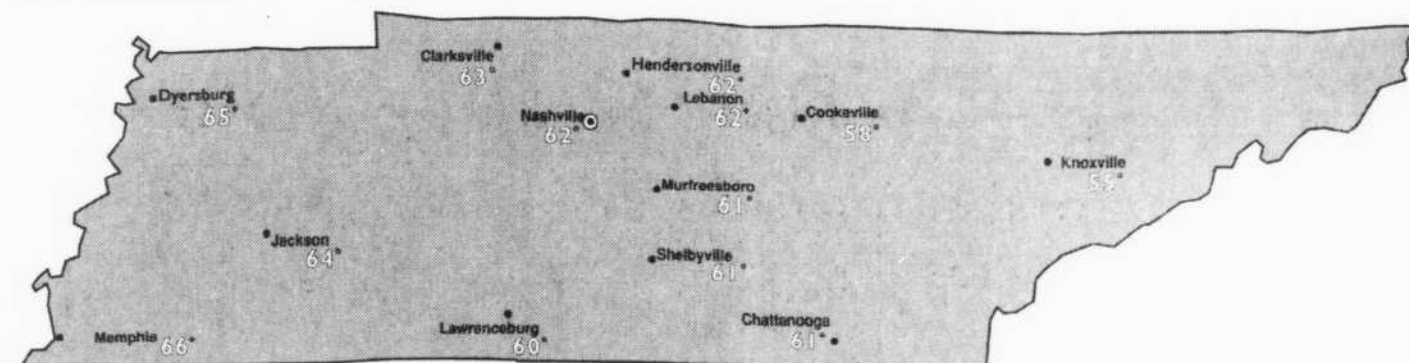 Clarksville
63°
Hendersonville
62°
Dyersburg
65°
Lebanon
62°
Nashville
62°
Cookeville
58°
Knoxville
55°
Murfreesboro
61°
Jackson
64°
Shelbyville
61°
Memphis
66°
Lawrenceburg
60°
Chattanooga
61°